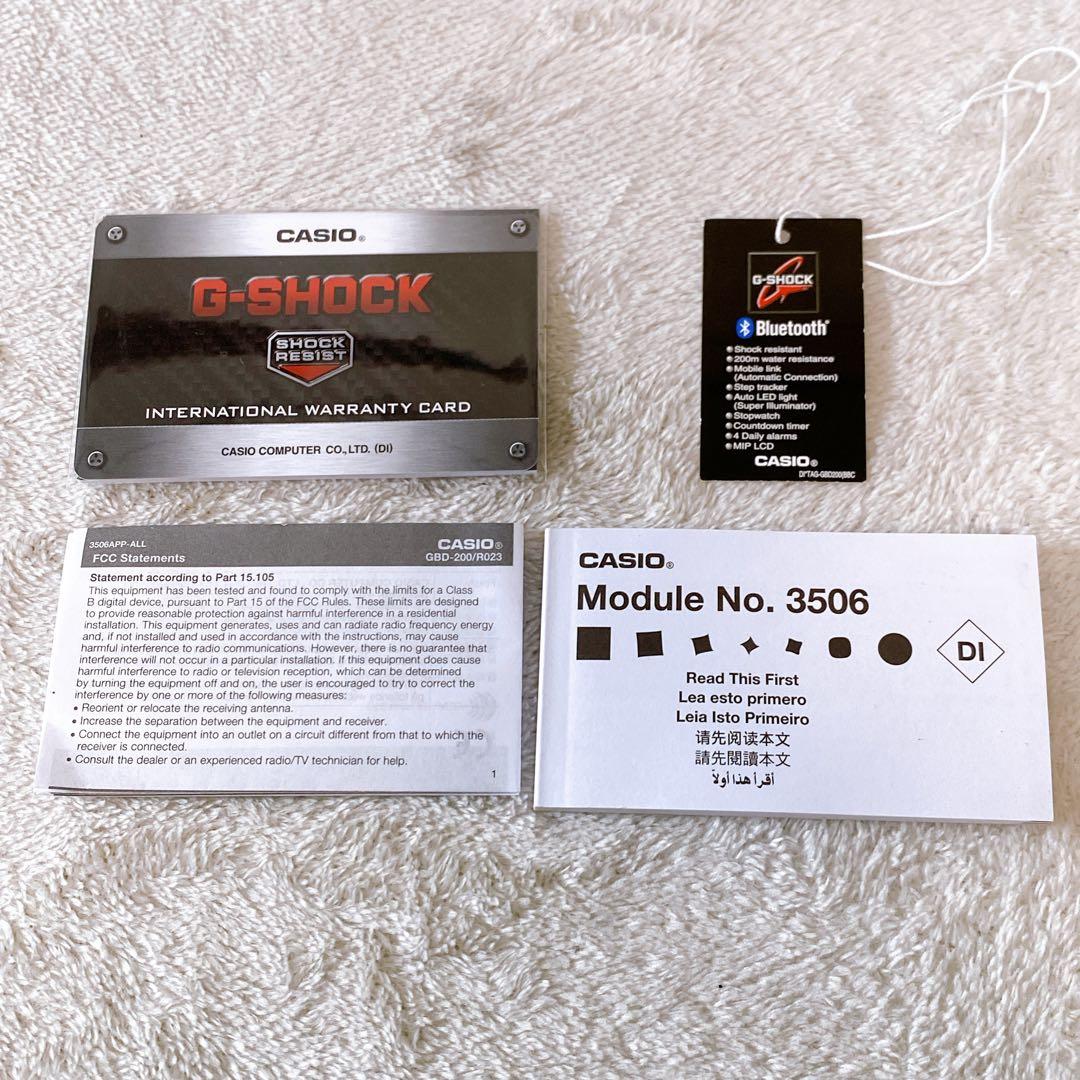 CASIO®
G-SHOCK
SHOCK
RESIST
INTERNATIONAL WARRANTY CARD
CASIO COMPUTER CO., LTD. (DI)
G-SHOCK
Bluetooth®
Shock resistant
200m water resistance
Mobile link
(Automatic Connection)
Step tracker
Auto LED light
(Super Illuminator)
Stopwatch
Countdown timer
4 Daily alarms
MIP LCD
CASIO®
DI*TAG-GBD200(BBC
3506APP-ALL
FCC Statements
CASIO®
GBD-200/R023
Statement according to Part 15.105
This equipment has been tested and found to comply with the limits for a Class
B digital device, pursuant to Part 15 of the FCC Rules. These limits are designed
to provide reasonable protection against harmful interference in a residential
installation. This equipment generates, uses and can radiate radio frequency energy
and, if not installed and used in accordance with the instructions, may cause
harmful interference to radio communications. However, there is no guarantee that
interference will not occur in a particular installation. If this equipment does cause
harmful interference to radio or television reception, which can be determined
by turning the equipment off and on, the user is encouraged to try to correct the
interference by one or more of the following measures:
• Reorient or relocate the receiving antenna.
• Increase the separation between the equipment and receiver.
• Connect the equipment into an outlet on a circuit different from that to which the
receiver is connected.
• Consult the dealer or an experienced radio/TV technician for help.
1
CASIO®
Module No. 3506
DI
Read This First
Lea esto primero
Leia Isto Primeiro
请先阅读本文
請先閱讀本文
أقرأ هذا أولاً